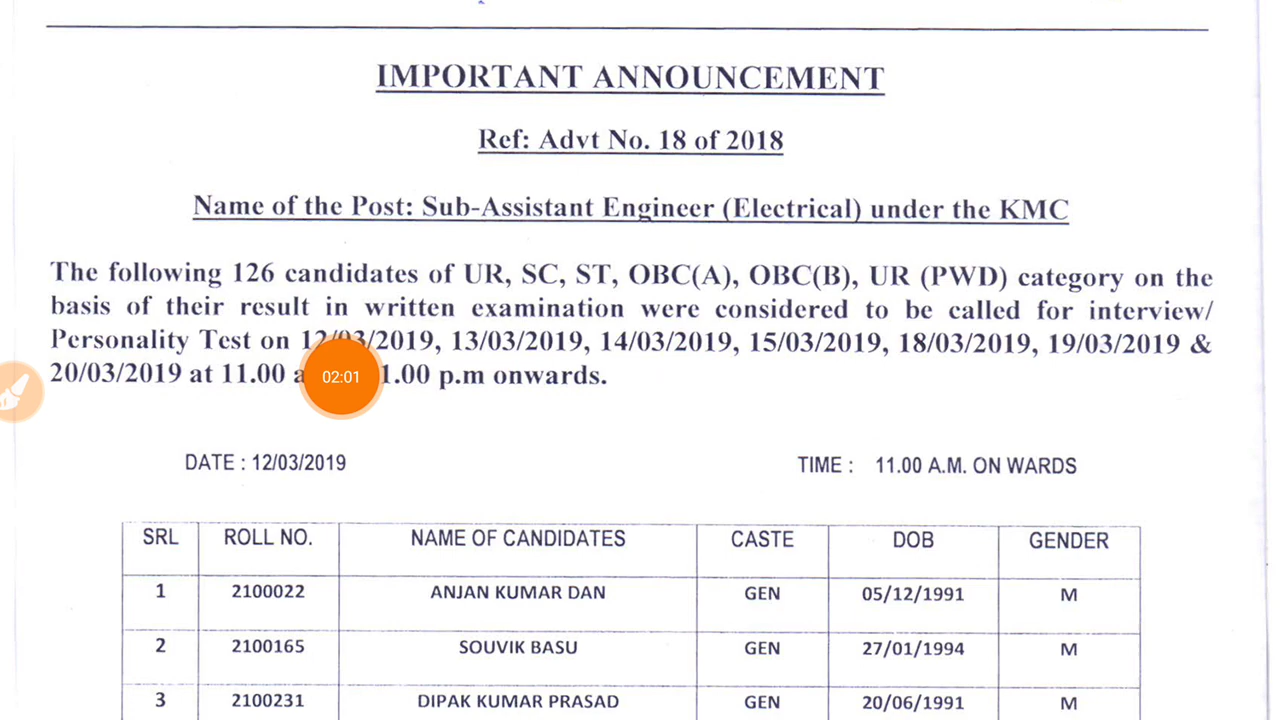 IMPORTANT ANNOUNCEMENT
Ref: Advt No. 18 of 2018
Name of the Post: Sub-Assistant Engineer (Electrical) under the KMC
The following 126 candidates of UR, SC, ST, OBC(A), OBC(B), UR (PWD) category on the
basis of their result in written examination were considered to be called for interview/
Personality Test on 12/03/2019, 13/03/2019, 14/03/2019, 15/03/2019, 18/03/2019, 19/03/2019 &
20/03/2019 at 11.00 1.00 p.m onwards.
02:01
DATE : 12/03/2019 TIME : 11.00 A.M. ON WARDS
SRL ROLL NO. NAME OF CANDIDATES CASTE DOB GENDER
1 2100022 ANJAN KUMAR DAN GEN 05/12/1991 M
2 2100165 SOUVIK BASU GEN 27/01/1994 M
3 2100231 DIPAK KUMAR PRASAD GEN 20/06/1991 M